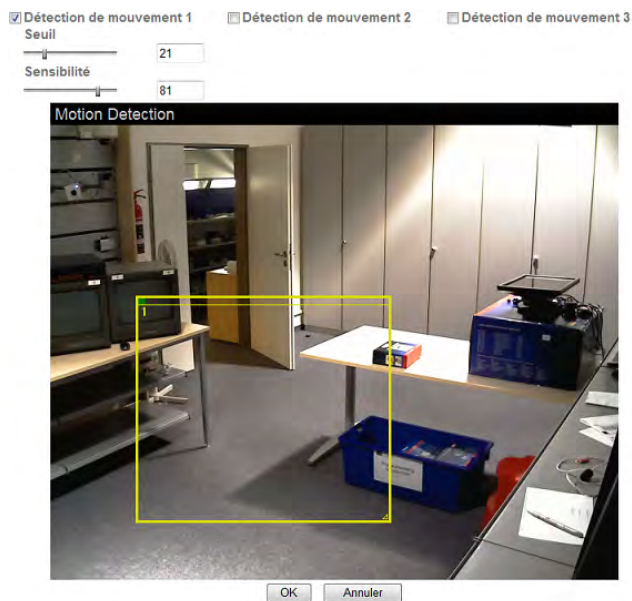 Détection de mouvement 1
Détection de mouvement 2
Détection de mouvement 3
Seuil
21
Sensibilité
81
Motion Detection
1
OK
Annuler